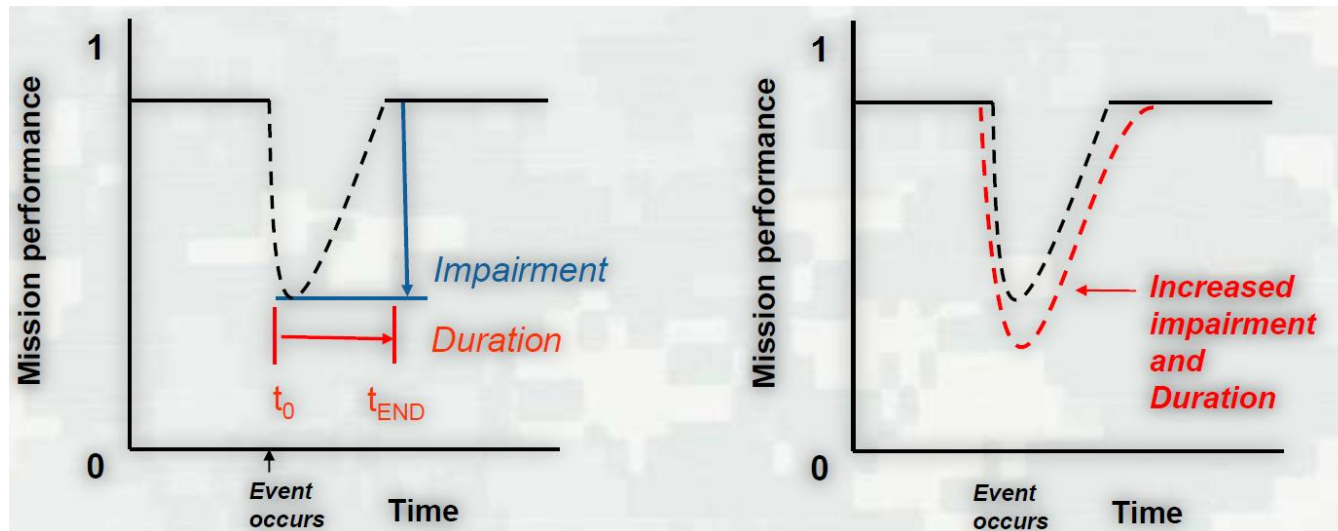 1
Mission performance
Impairment
Duration
t₀
t_END
0
Event
occurs
Time
1
Mission performance
Increased
impairment
and
Duration
0
Event
occurs
Time